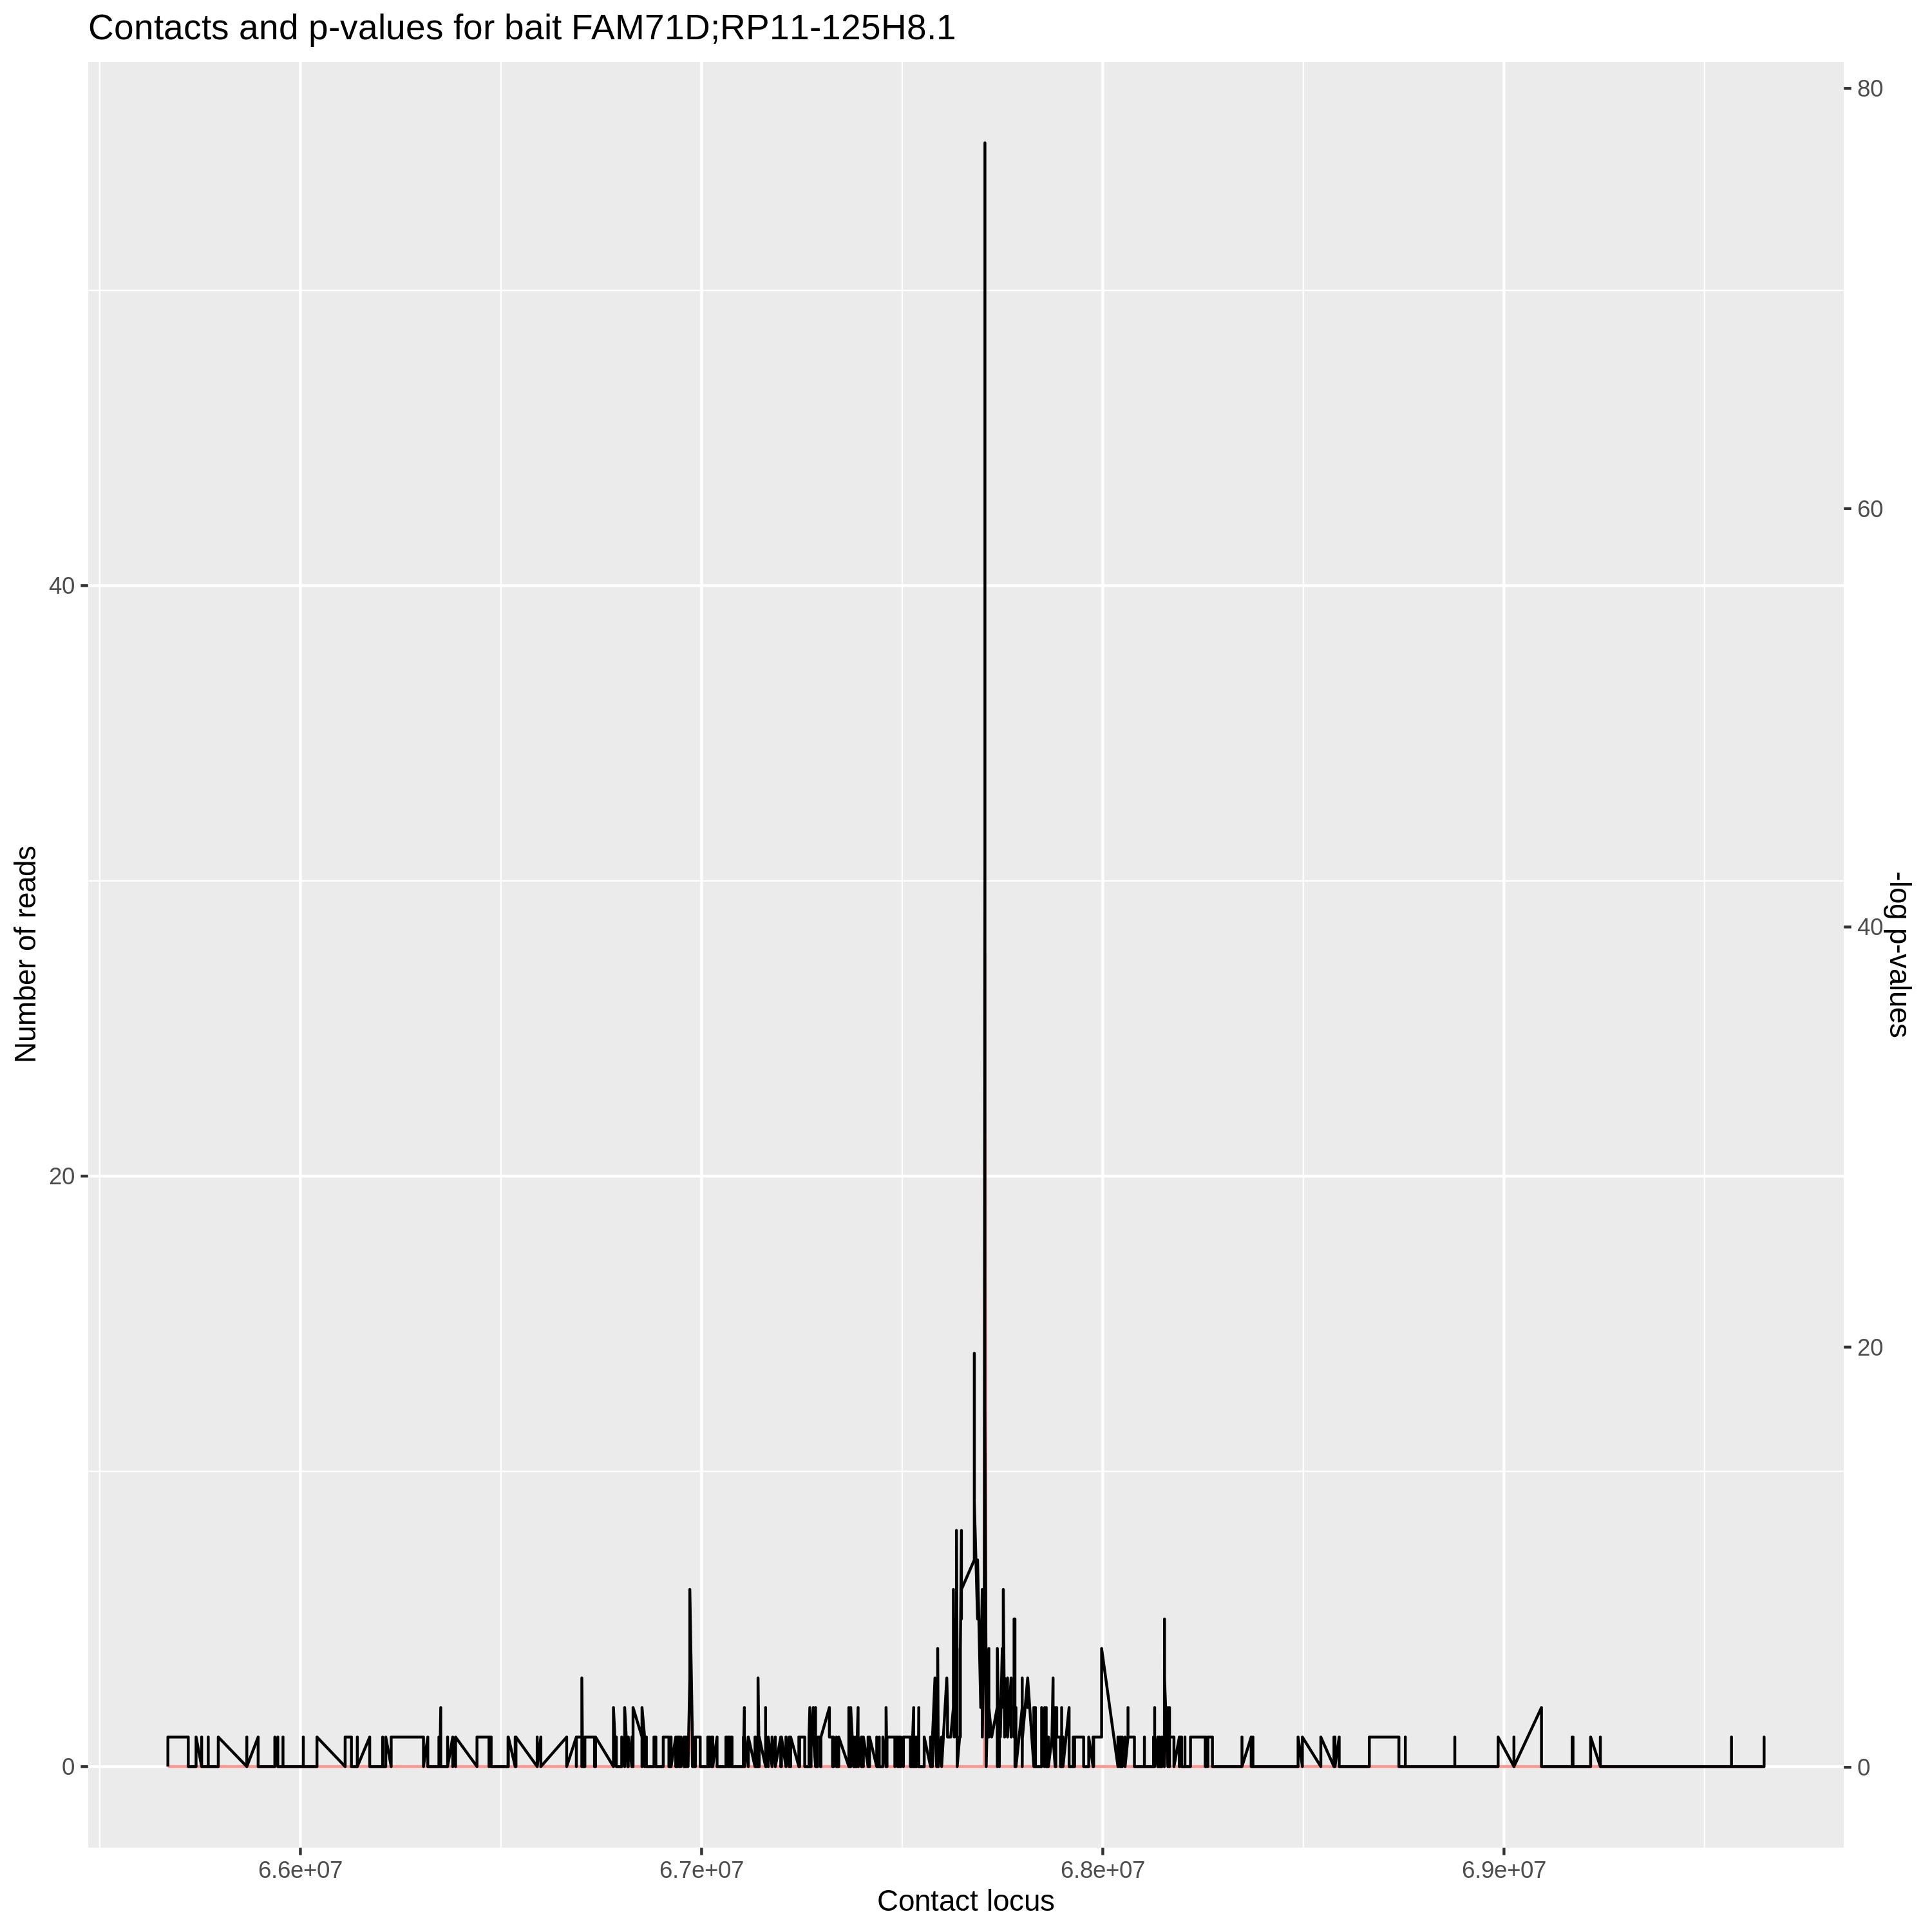 Contacts and p-values for bait FAM71D;RP11-125H8.1
80
60
40
40
20
20
0
0
Number of reads
-log p-values
6.6e+07
6.7e+07
6.8e+07
6.9e+07
Contact locus